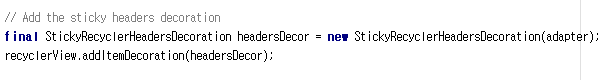 // Add the sticky headers decoration
final StickyRecyclerHeadersDecoration headersDecor = new StickyRecyclerHeadersDecoration(adapter);
recyclerView.addItemDecoration(headersDecor);